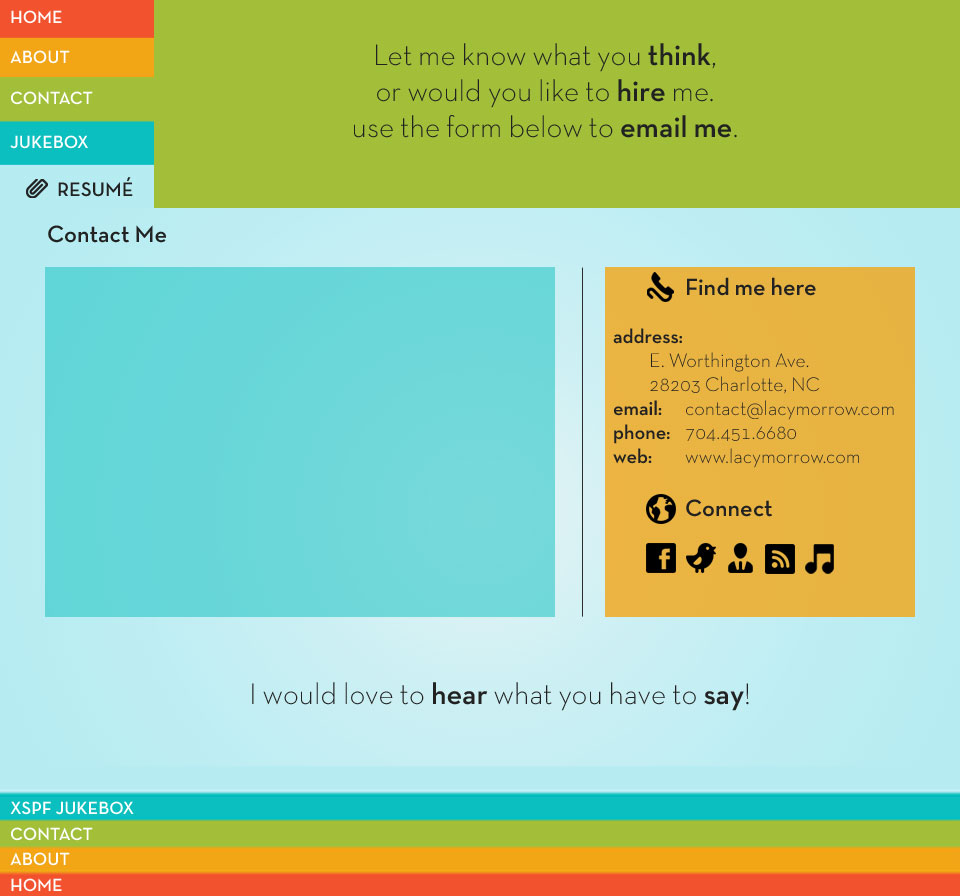 HOME
ABOUT
CONTACT
JUKEBOX
RESUMÉ
Let me know what you think,
or would you like to hire me.
use the form below to email me.
Contact Me
Find me here
address:
E. Worthington Ave.
28203 Charlotte, NC
email: contact@lacymorrow.com
phone: 704.451.6680
web: www.lacymorrow.com
Connect
I would love to hear what you have to say!
XSPF JUKEBOX
CONTACT
ABOUT
HOME